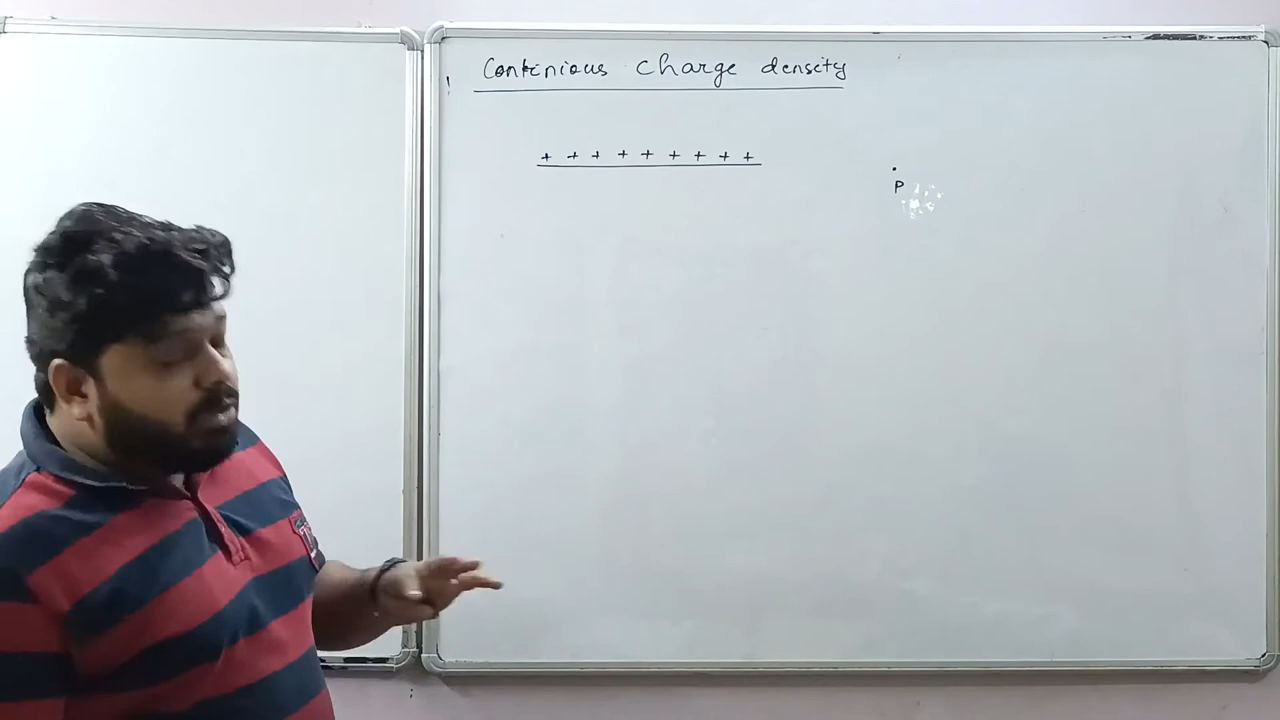 Continious charge density
+ + + + + + + + +
P